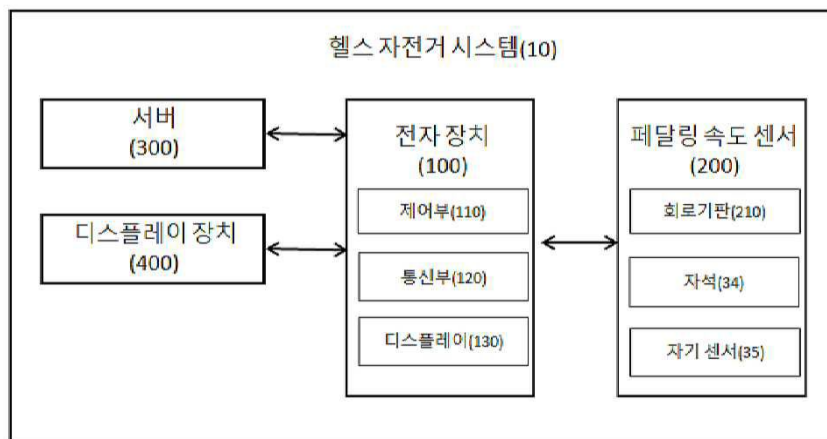 헬스 자전거 시스템(10)
서버
(300)
디스플레이 장치
(400)
전자 장치
(100)
제어부(110)
통신부(120)
디스플레이(130)
페달링 속도 센서
(200)
회로기판(210)
자석(34)
자기 센서(35)